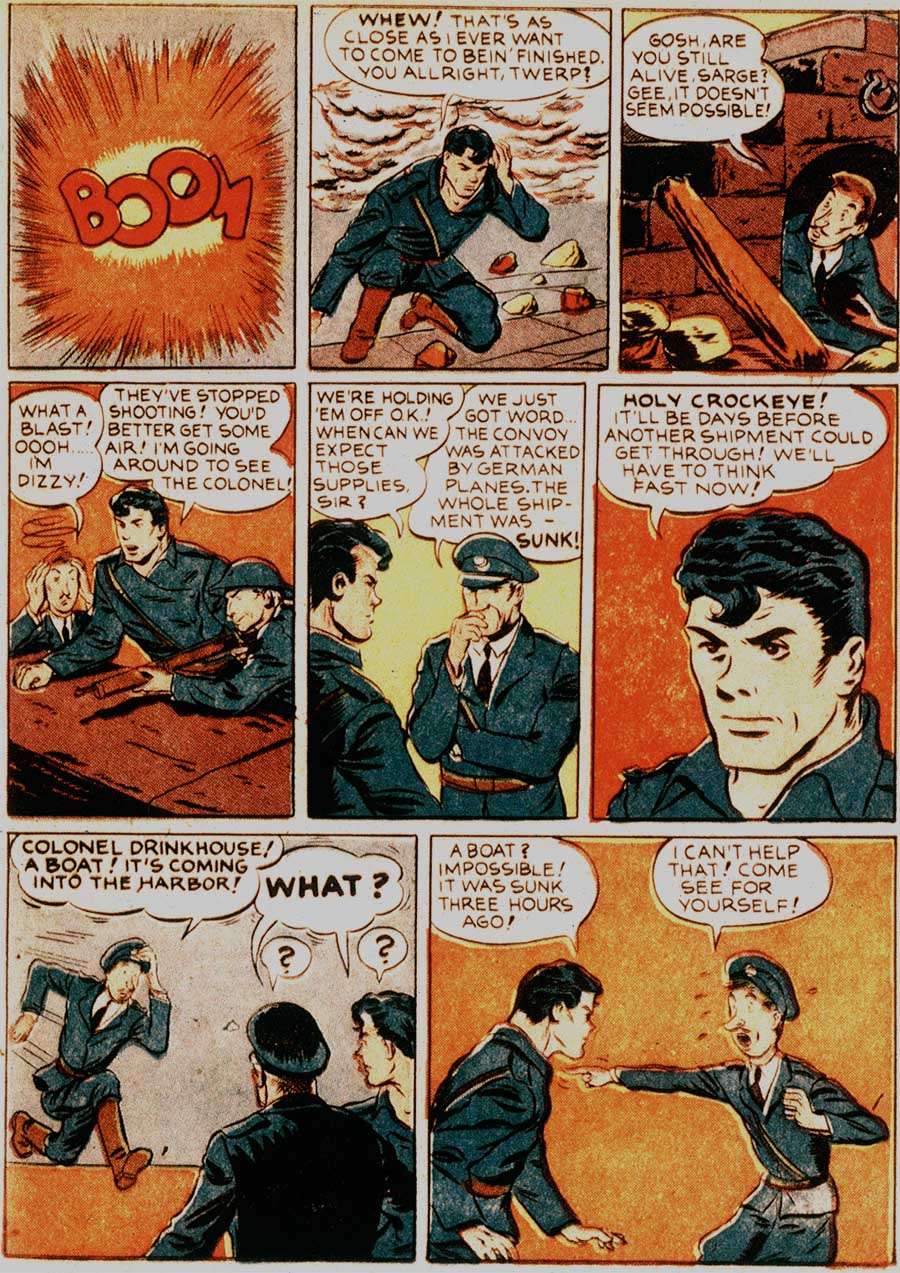 BOOM
WHEW! THAT'S AS
CLOSE AS I EVER WANT
TO COME TO BEIN' FINISHED.
YOU ALL RIGHT, TWERP?
GOSH, ARE
YOU STILL
ALIVE, SARGE?
GEE, IT DOESN'T
SEEM POSSIBLE!
WHAT A
BLAST!
OOOH.....
I'M
DIZZY!
THEY'VE STOPPED
SHOOTING! YOU'D
BETTER GET SOME
AIR! I'M GOING
AROUND TO SEE
THE COLONEL!
WE'RE HOLDING
'EM OFF O.K.!
WHEN CAN WE
EXPECT
THOSE
SUPPLIES,
SIR?
WE JUST
GOT WORD...
THE CONVOY
WAS ATTACKED
BY GERMAN
PLANES. THE
WHOLE SHIP-
MENT WAS -
SUNK!
HOLY CROCKEYE!
IT'LL BE DAYS BEFORE
ANOTHER SHIPMENT COULD
GET THROUGH! WE'LL
HAVE TO THINK
FAST NOW!
COLONEL DRINKHOUSE!
A BOAT! IT'S COMING
INTO THE HARBOR!
WHAT?
?
?
A BOAT?
IMPOSSIBLE!
IT WAS SUNK
THREE HOURS
AGO!
I CAN'T HELP
THAT! COME
SEE FOR
YOURSELF!